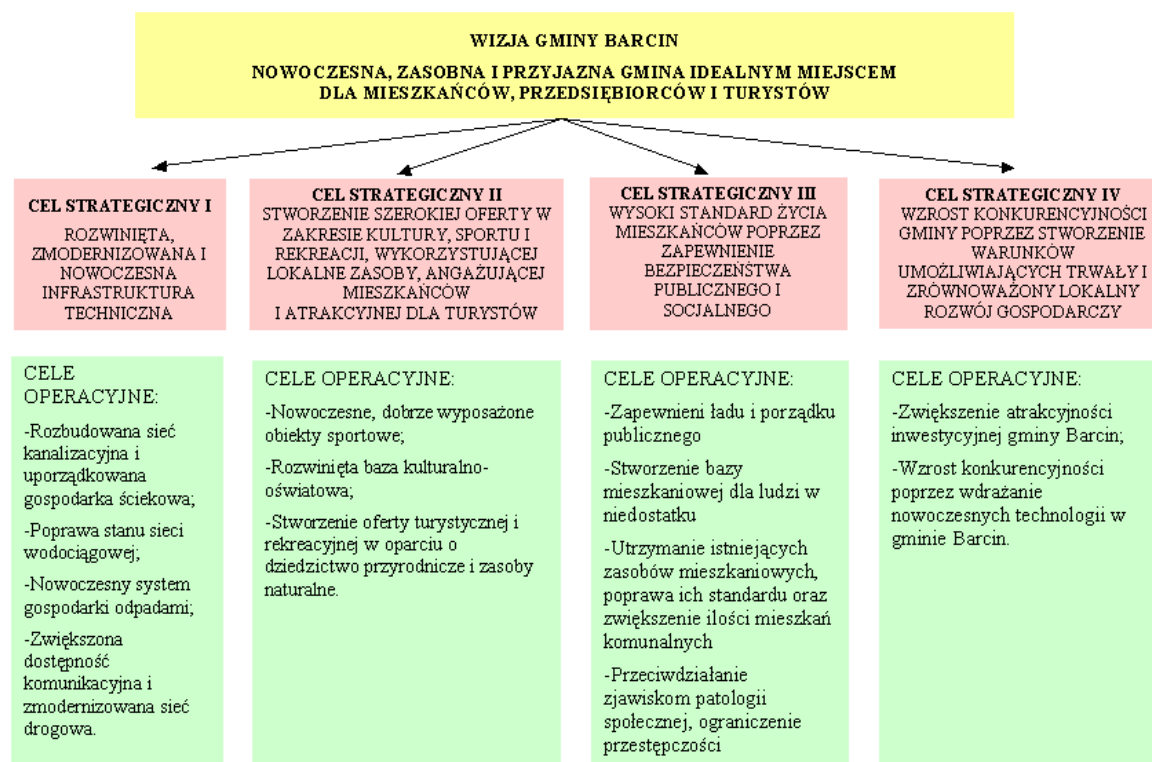 WIZJA GMINY BARCIN
NOWOCZESNA, ZASOBNA I PRZYJAZNA GMINA IDEALNYM MIEJSCEM
DLA MIESZKAŃCÓW, PRZEDSIĘBIORCÓW I TURYSTÓW
CEL STRATEGICZNY I
ROZWINIĘTA,
ZMODERNIZOWANA I
NOWOCZESNA
INFRASTRUKTURA
TECHNICZNA
CEL STRATEGICZNY II
STWORZENIE SZEROKIEJ OFERTY W
ZAKRESIE KULTURY, SPORTU I
REKREACJI, WYKORZYSTUJĄCEJ
LOKALNE ZASOBY, ANGAŻUJĄCEJ
MIESZKAŃCÓW
I ATRAKCYJNEJ DLA TURYSTÓW
CEL STRATEGICZNY III
WYSOKI STANDARD ŻYCIA
MIESZKAŃCÓW POPRZEZ
ZAPEWNIENIE
BEZPIECZEŃSTWA
PUBLICZNEGO I
SOCJALNEGO
CEL STRATEGICZNY IV
WZROST KONKURENCYJNOŚCI
GMINY POPRZEZ STWORZENIE
WARUNKÓW
UMOŻLIWIAJĄCYCH TRWAŁY I
ZRÓWNOWAŻONY LOKALNY
ROZWÓJ GOSPODARCZY
CELE
OPERACYJNE:
-Rozbudowana sieć
kanalizacyjna i
uporządkowana
gospodarka ściekowa;
-Poprawa stanu sieci
wodociągowej;
-Nowoczesny system
gospodarki odpadami;
-Zwiększona
dostępność
komunikacyjna i
zmodernizowana sieć
drogowa.
CELE OPERACYJNE:
-Nowoczesne, dobrze wyposażone
obiekty sportowe;
-Rozwinięta baza kulturalno-
oświatowa;
-Stworzenie oferty turystycznej i
rekreacyjnej w oparciu o
dziedzictwo przyrodnicze i zasoby
naturalne.
CELE OPERACYJNE:
-Zapewnieni ładu i porządku
publicznego
-Stworzenie bazy
mieszkaniowej dla ludzi w
niedostatku
-Utrzymanie istniejących
zasobów mieszkaniowych,
poprawa ich standardu oraz
zwiększenie ilości mieszkań
komunalnych
-Przeciwdziałanie
zjawiskom patologii
społecznej, ograniczenie
przestępczości
CELE OPERACYJNE:
-Zwiększenie atrakcyjności
inwestycyjnej gminy Barcin;
-Wzrost konkurencyjności
poprzez wdrażanie
nowoczesnych technologii w
gminie Barcin.